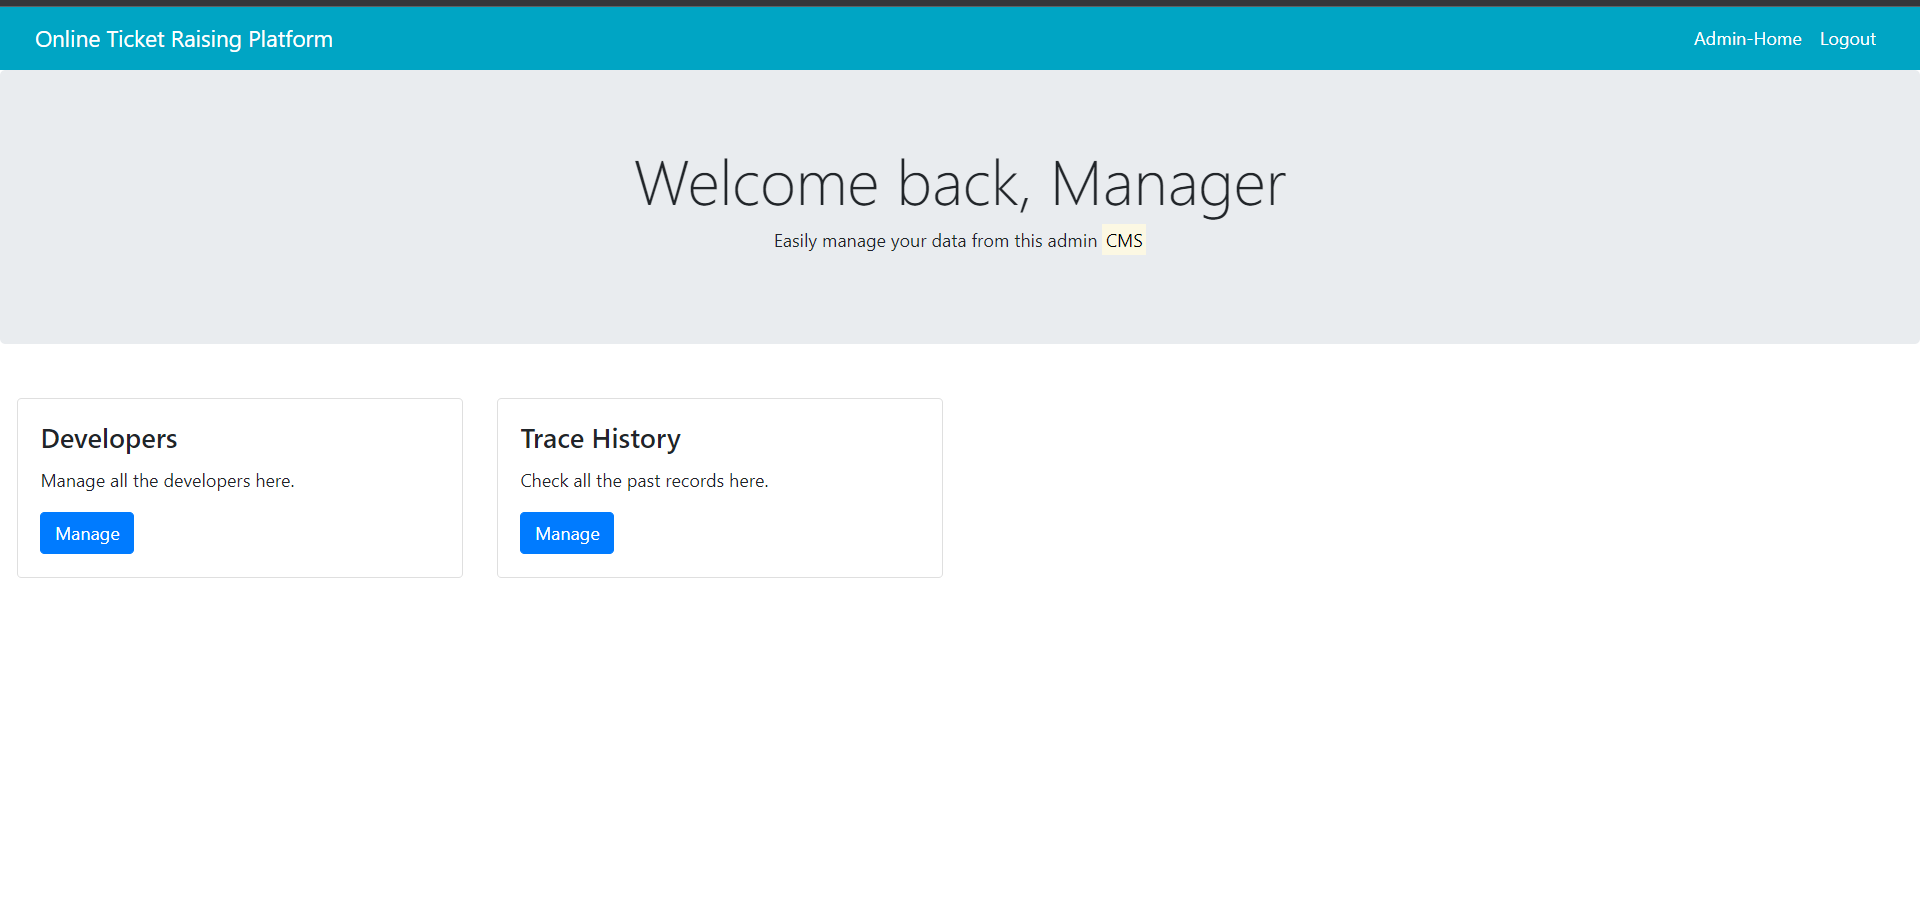 Online Ticket Raising Platform
Admin-Home Logout
Welcome back, Manager
Easily manage your data from this admin CMS
Developers
Manage all the developers here.
Manage
Trace History
Check all the past records here.
Manage